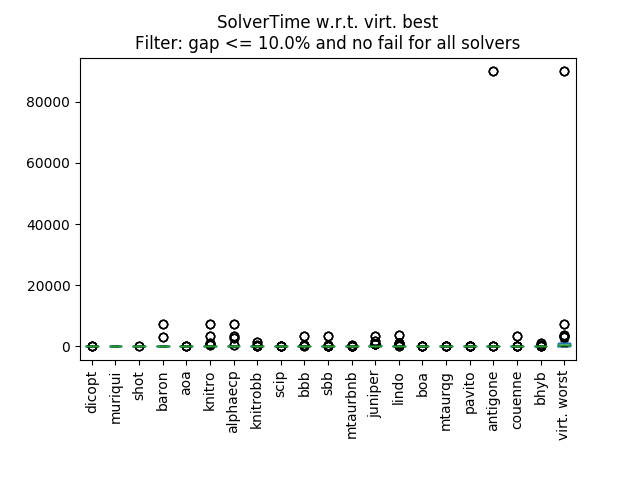 SolverTime w.r.t. virt. best
Filter: gap <= 10.0% and no fail for all solvers
80000
60000
40000
20000
0
dicopt
muriqui
shot
baron
aoa
knitro
alphaecp
knitrobb
scip
bbb
sbb
mtaurbnb
juniper
lindo
boa
mtaurqg
pavito
antigone
couenne
bhyb
virt. worst